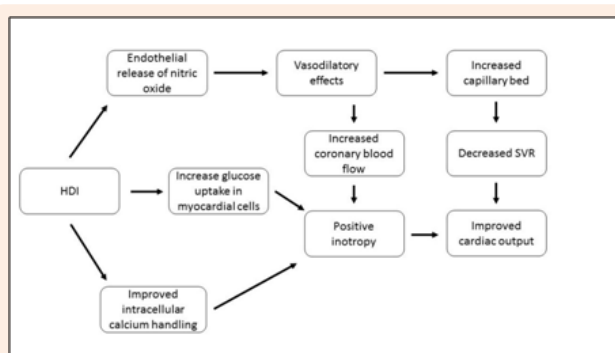 Endothelial
release of nitric
oxide
Vasodilatory
effects
Increased
capillary bed
Increased
coronary blood
flow
Decreased SVR
HDI
Increase glucose
uptake in
myocardial cells
Positive
inotropy
Improved
cardiac output
Improved
intracellular
calcium handling